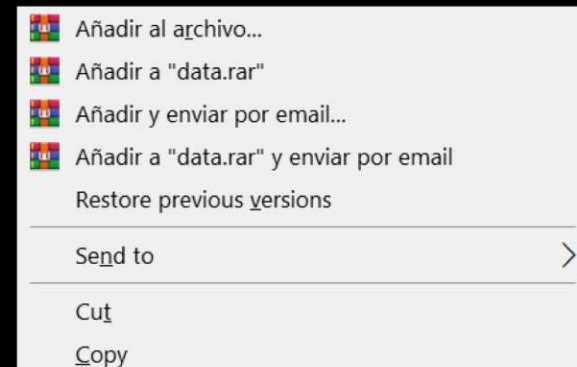 Añadir al archivo...
Añadir a "data.rar"
Añadir y enviar por email...
Añadir a "data.rar" y enviar por email
Restore previous versions
Send to
Cut
Copy